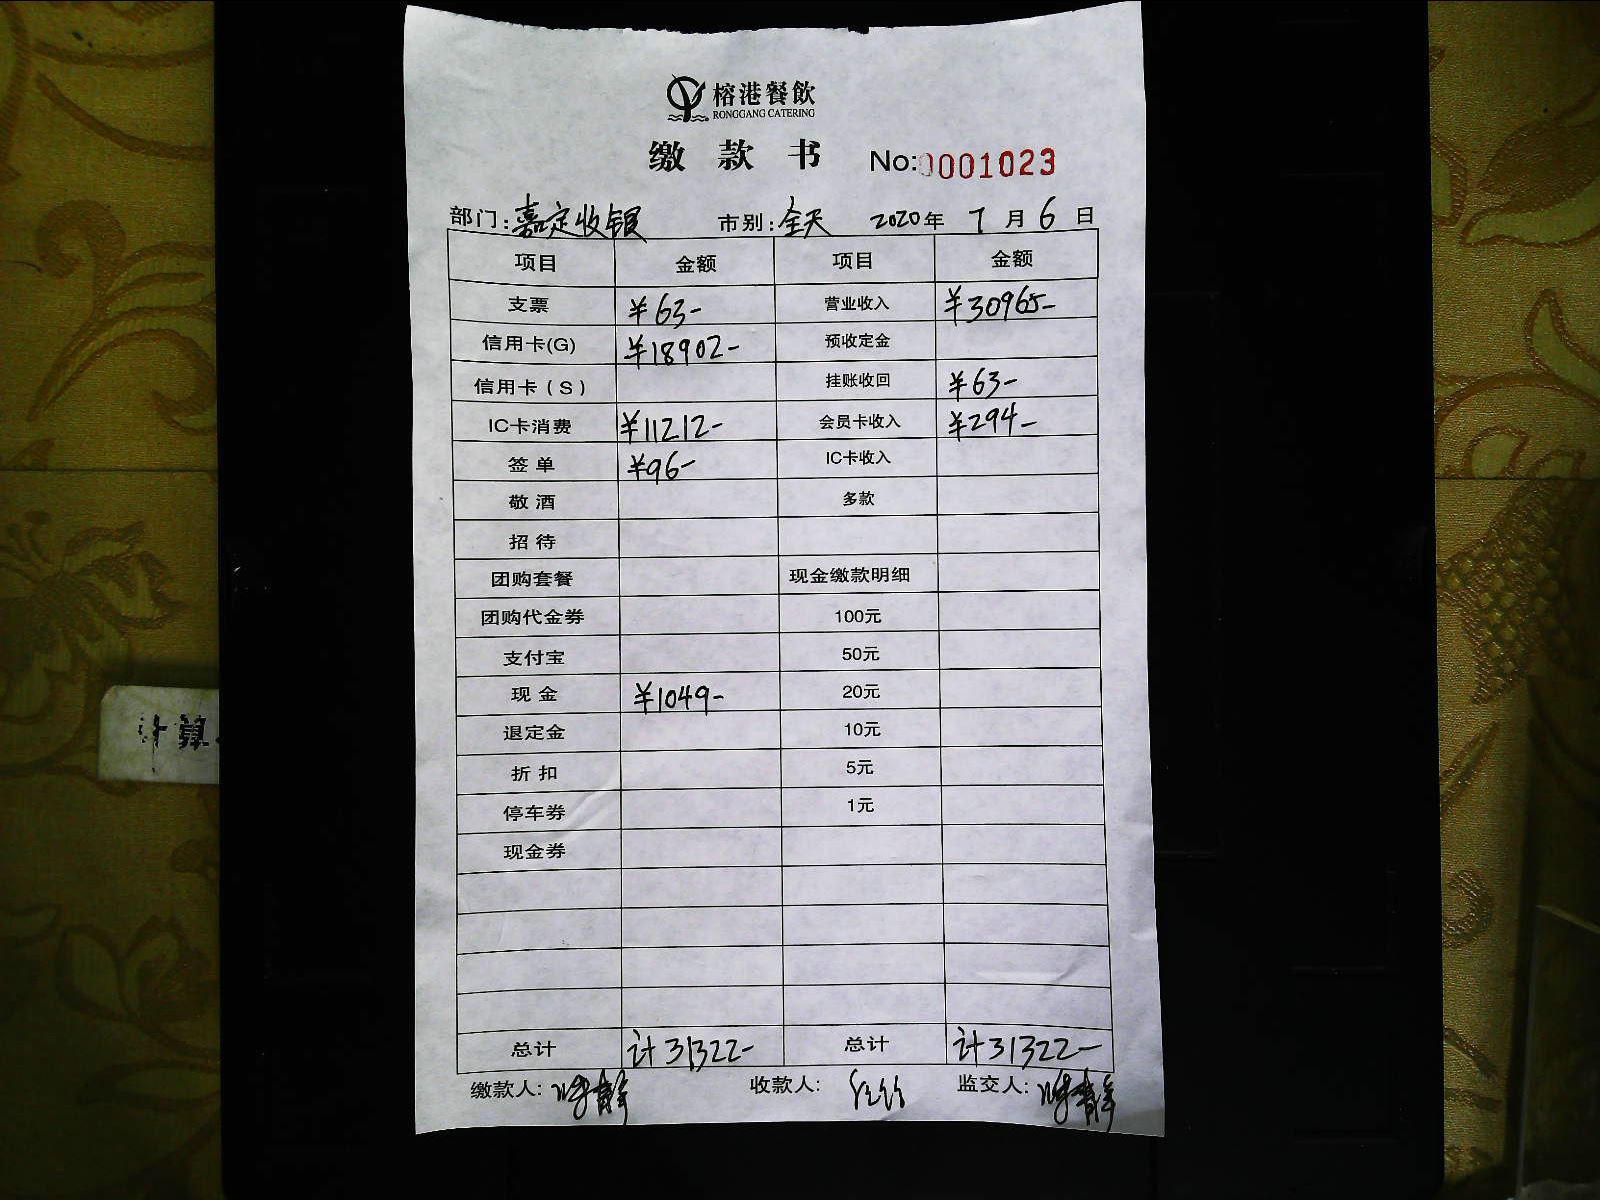 榕港餐飲
RONGGANG CATERING
缴款书 No:0001023
部门:嘉定收银 市别:全天 2020年7月6日
项目 金额 项目 金额
支票 ¥63- 营业收入 ¥30965-
信用卡(G) ¥18902- 预收定金
信用卡(S) 挂账收回 ¥63-
IC卡消费 ¥11212- 会员卡收入 ¥294-
签单 ¥96- IC卡收入
敬酒 多款
招待
团购套餐 现金缴款明细
团购代金券 100元
支付宝 50元
现金 ¥1049- 20元
退定金 10元
折扣 5元
停车券 1元
现金券
总计 计31322- 总计 计31322-
缴款人: 收款人: 监交人:
计算